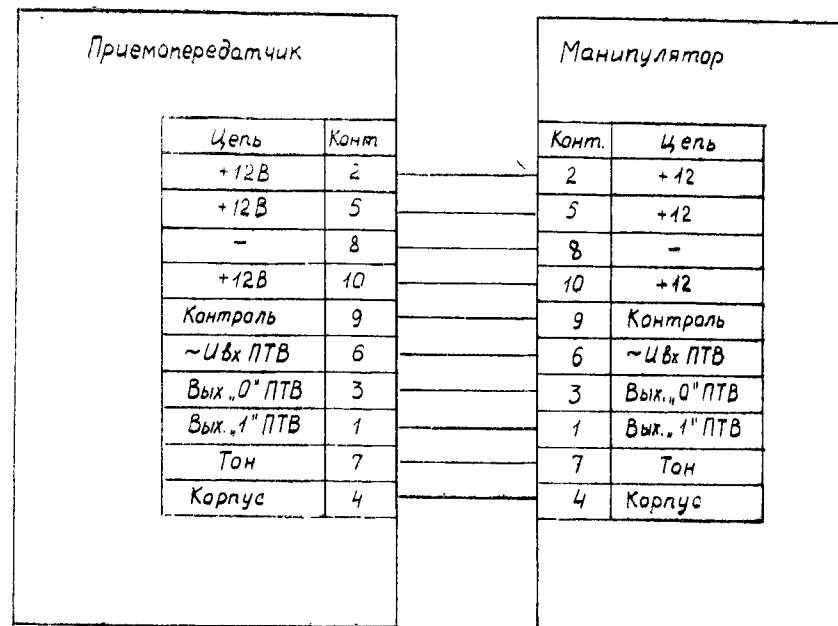 Приемопередатчик
Цепь Конт
+12В 2
+12В 5
- 8
+12В 10
Контроль 9
~Uвх ПТВ 6
Вых „0" ПТВ 3
Вых. „1" ПТВ 1
Тон 7
Корпус 4
Манипулятор
Конт. Цепь
2 +12
5 +12
8 -
10 +12
9 Контроль
6 ~Uвх ПТВ
3 Вых. „0" ПТВ
1 Вых. „1" ПТВ
7 Тон
4 Корпус